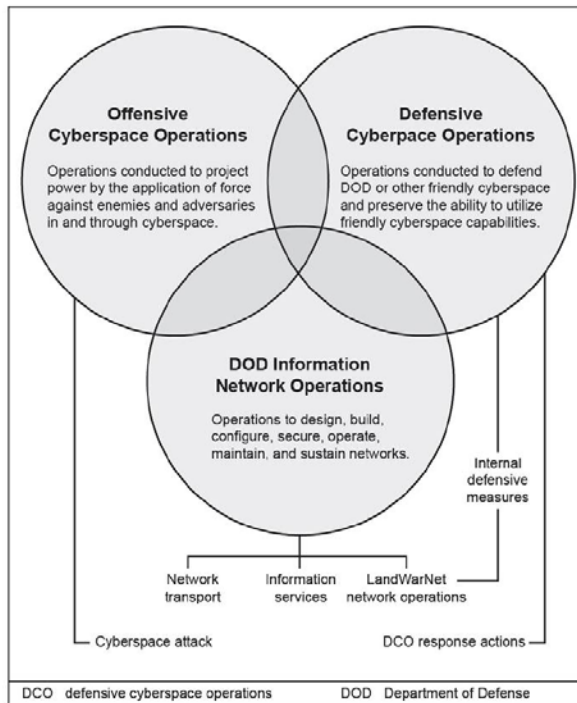 Offensive
Cyberspace Operations
Operations conducted to project
power by the application of force
against enemies and adversaries
in and through cyberspace.
Defensive
Cyberpace Operations
Operations conducted to defend
DOD or other friendly cyberspace
and preserve the ability to utilize
friendly cyberspace capabilities.
DOD Information
Network Operations
Operations to design, build,
configure, secure, operate,
maintain, and sustain networks.
Internal
defensive
measures
Network
transport
Information
services
LandWarNet
network operations
Cyberspace attack
DCO response actions
DCO defensive cyberspace operations
DOD Department of Defense